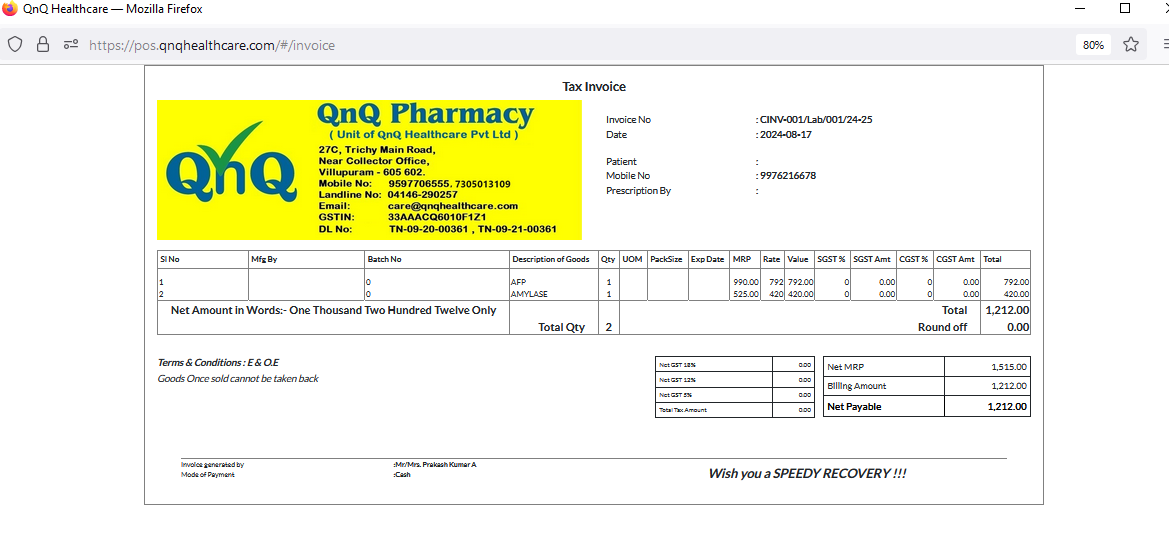 QnQ Healthcare — Mozilla Firefox
https://pos.qnqhealthcare.com/#/invoice 80%
Tax Invoice
QnQ
QnQ Pharmacy
( Unit of QnQ Healthcare Pvt Ltd )
27C, Trichy Main Road,
Near Collector Office,
Villupuram - 605 602.
Mobile No: 9597706555, 7305013109
Landline No: 04146-290257
Email: care@qnqhealthcare.com
GSTIN: 33AAACQ6010F1Z1
DL No: TN-09-20-00361 , TN-09-21-00361
Invoice No : CINV-001/Lab/001/24-25
Date : 2024-08-17
Patient :
Mobile No : 9976216678
Prescription By :
Sl No Mfg By Batch No Description of Goods Qty UOM PackSize Exp Date MRP Rate Value SGST % SGST Amt CGST % CGST Amt Total
1 0 AFP 1 990.00 792 792.00 0 0.00 0 0.00 792.00
2 0 AMYLASE 1 525.00 420 420.00 0 0.00 0 0.00 420.00
Net Amount in Words:- One Thousand Two Hundred Twelve Only Total 1,212.00
Total Qty 2 Round off 0.00
Terms & Conditions : E & O.E
Goods Once sold cannot be taken back
Net GST 18% 0.00
Net GST 12% 0.00
Net GST 5% 0.00
Total Tax Amount 0.00
Net MRP 1,515.00
Billing Amount 1,212.00
Net Payable 1,212.00
Invoice generated by :Mr/Mrs. Prakash Kumar A
Mode of Payment :Cash
Wish you a SPEEDY RECOVERY !!!